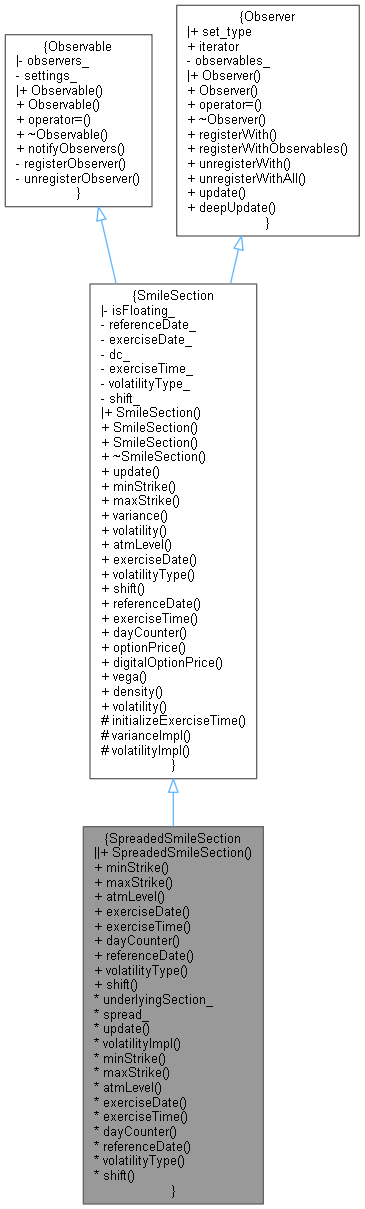 {Observable
|- observers_
- settings_
|+ Observable()
+ Observable()
+ operator=()
+ ~Observable()
+ notifyObservers()
- registerObserver()
- unregisterObserver()
}
{Observer
|+ set_type
+ iterator
- observables_
|+ Observer()
+ Observer()
+ operator=()
+ ~Observer()
+ registerWith()
+ registerWithObservables()
+ unregisterWith()
+ unregisterWithAll()
+ update()
+ deepUpdate()
}
{SmileSection
|- isFloating_
- referenceDate_
- exerciseDate_
- dc_
- exerciseTime_
- volatilityType_
- shift_
|+ SmileSection()
+ SmileSection()
+ SmileSection()
+ ~SmileSection()
+ update()
+ minStrike()
+ maxStrike()
+ variance()
+ volatility()
+ atmLevel()
+ exerciseDate()
+ volatilityType()
+ shift()
+ referenceDate()
+ exerciseTime()
+ dayCounter()
+ optionPrice()
+ digitalOptionPrice()
+ vega()
+ density()
+ volatility()
# initializeExerciseTime()
# varianceImpl()
# volatilityImpl()
}
{SpreadedSmileSection
||+ SpreadedSmileSection()
+ minStrike()
+ maxStrike()
+ atmLevel()
+ exerciseDate()
+ exerciseTime()
+ dayCounter()
+ referenceDate()
+ volatilityType()
+ shift()
* underlyingSection_
* spread_
* update()
* volatilityImpl()
* minStrike()
* maxStrike()
* atmLevel()
* exerciseDate()
* exerciseTime()
* dayCounter()
* referenceDate()
* volatilityType()
* shift()
}